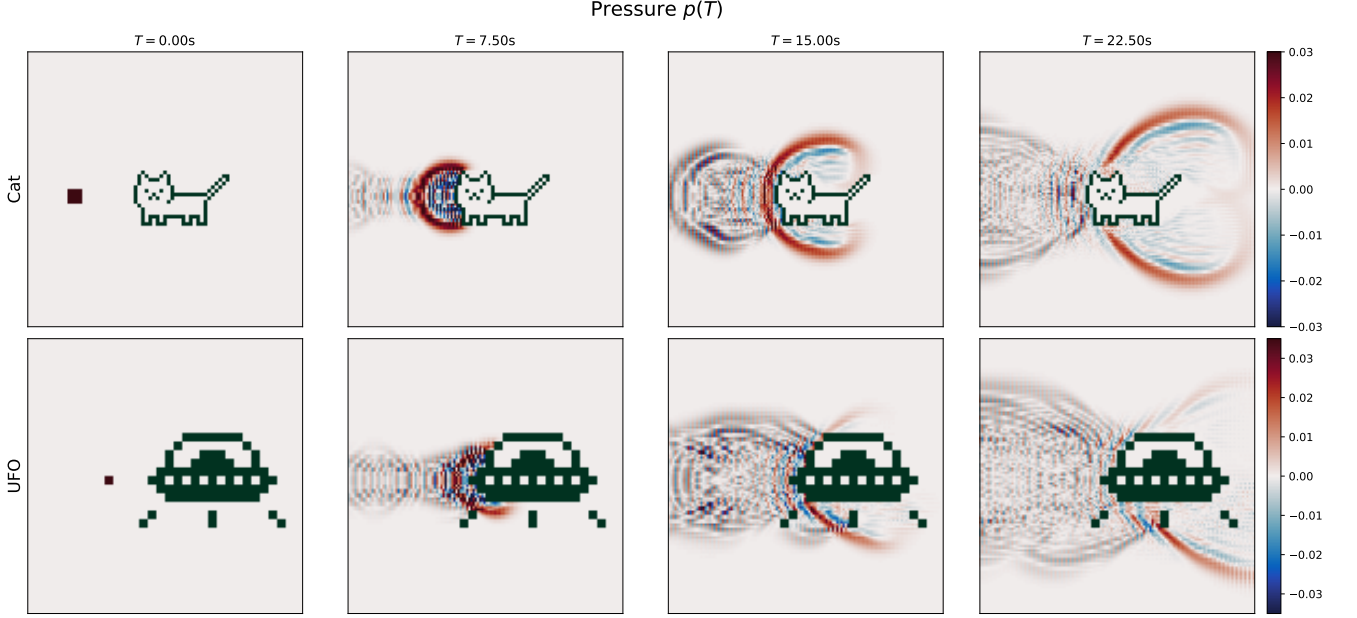 Pressure p(T)
T = 0.00s
T = 7.50s
T = 15.00s
T = 22.50s
Cat
0.03
0.02
0.01
0.00
−0.01
−0.02
−0.03
UFO
0.03
0.02
0.01
0.00
−0.01
−0.02
−0.03